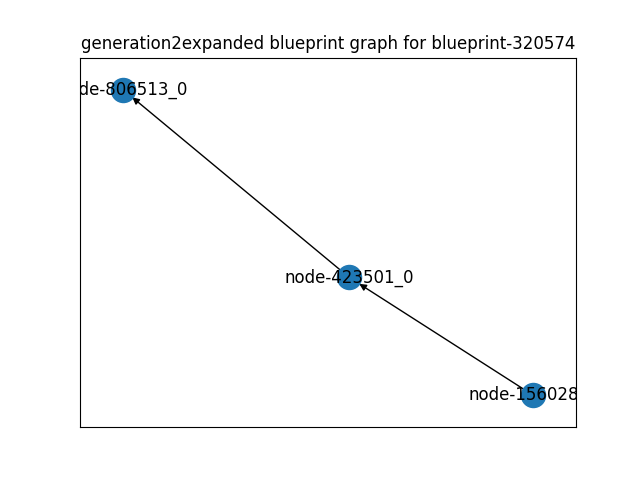 generation2expanded blueprint graph for blueprint-320574
de-806513_0
node-423501_0
node-156028